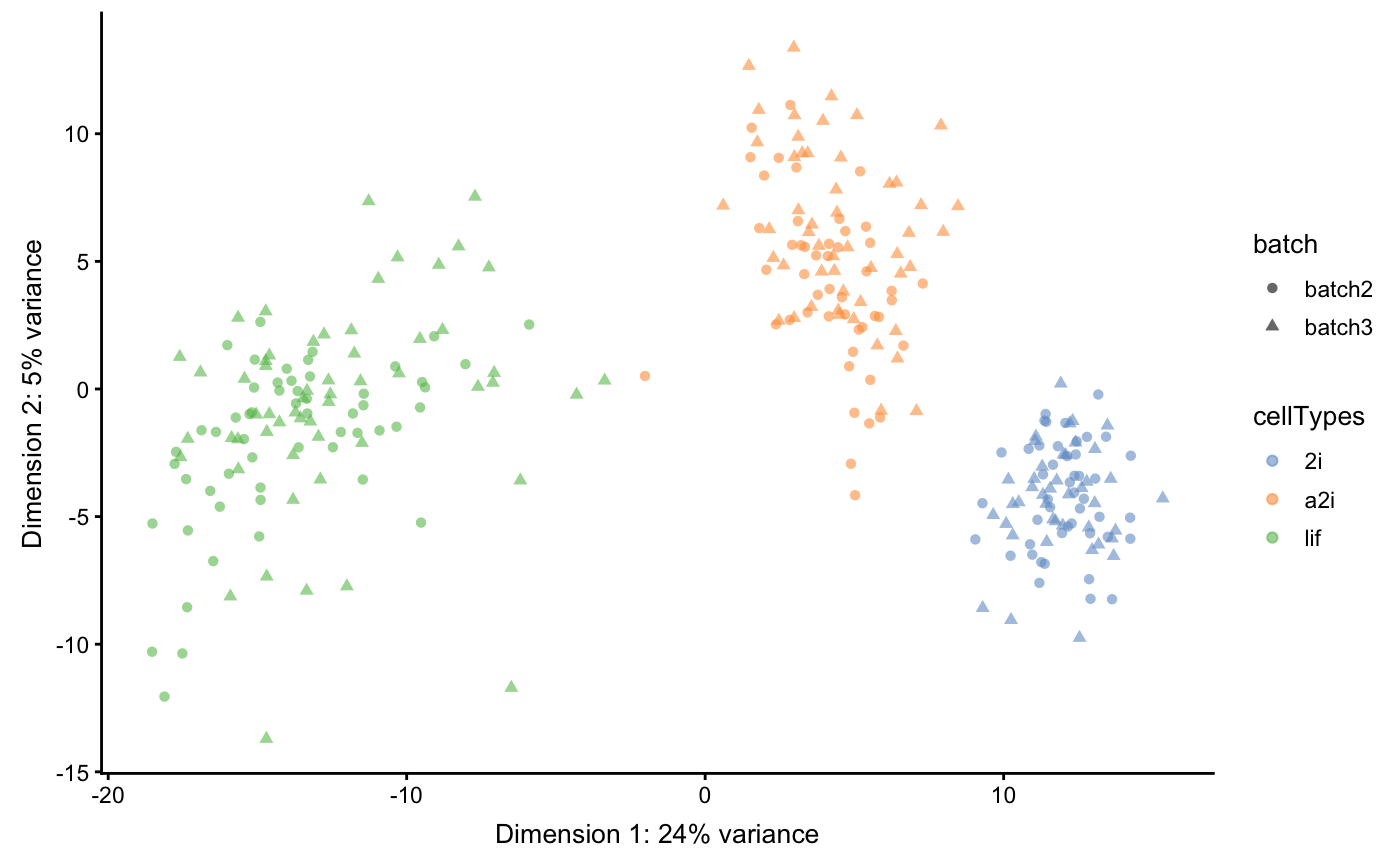 Dimension 2: 5% variance
10
5
0
-5
-10
-15
-20
-10
0
10
Dimension 1: 24% variance
batch
batch2
batch3
cellTypes
2i
a2i
lif